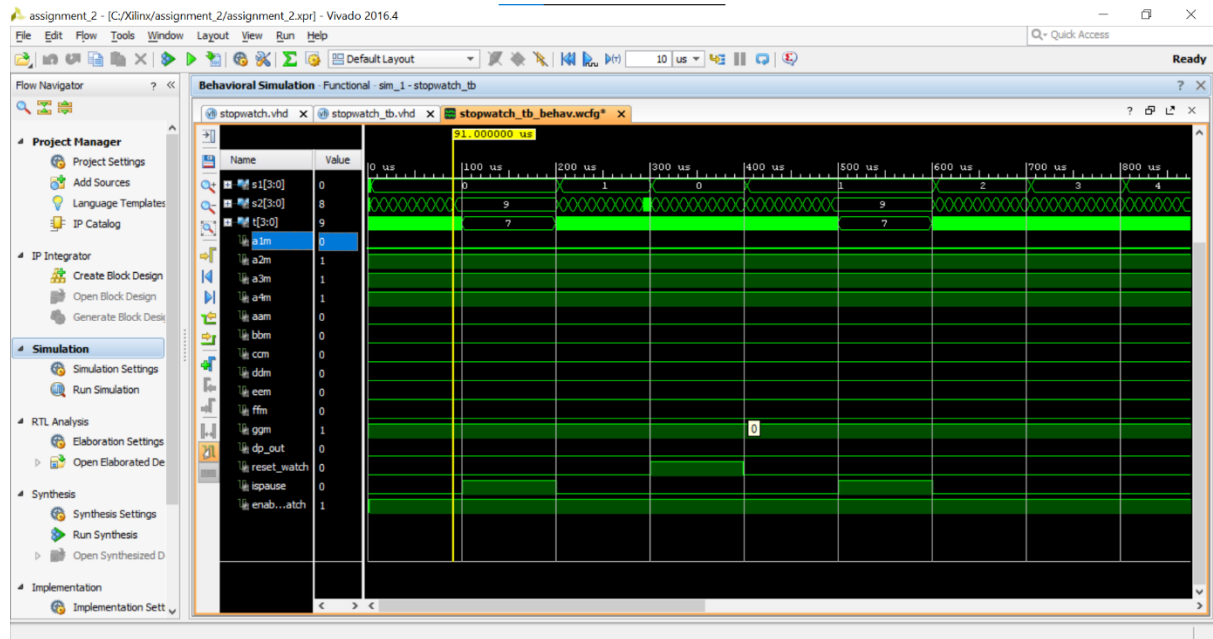 assignment_2 - [C:/Xilinx/assignment_2/assignment_2.xpr] - Vivado 2016.4
File Edit Flow Tools Window Layout View Run Help
Quick Access
Default Layout
10 us
Ready
Flow Navigator ? «
Behavioral Simulation - Functional - sim_1 - stopwatch_tb ? ×
stopwatch.vhd × stopwatch_tb.vhd × stopwatch_tb_behav.wcfg* ×
Project Manager
Project Settings
Add Sources
Language Templates
IP Catalog
IP Integrator
Create Block Design
Open Block Design
Generate Block Desig
Simulation
Simulation Settings
Run Simulation
RTL Analysis
Elaboration Settings
Open Elaborated De
Synthesis
Synthesis Settings
Run Synthesis
Open Synthesized D
Implementation
Implementation Sett
91.000000 us
Name Value
0 us 100 us 200 us 300 us 400 us 500 us 600 us 700 us 800 us
s1[3:0] 0 0 1 0 1 2 3 4
s2[3:0] 8 9 9
t[3:0] 9 7 7
a1m 0
a2m 1
a3m 1
a4m 1
aam 0
bbm 0
ccm 0
ddm 0
eem 0
ffm 0
ggm 1 0
dp_out 0
reset_watch 0
ispause 0
enab...atch 1